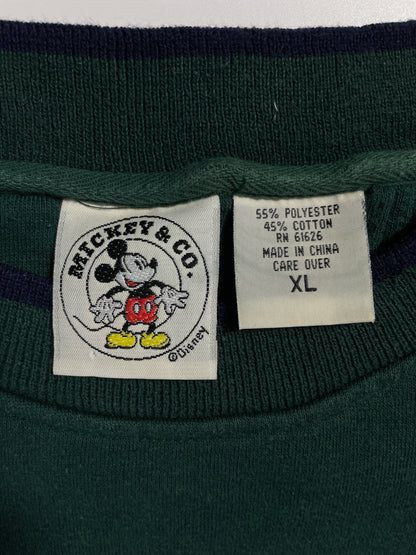 MICKEY & CO.
©Disney
55% POLYESTER
45% COTTON
RN 61626
MADE IN CHINA
CARE OVER
XL